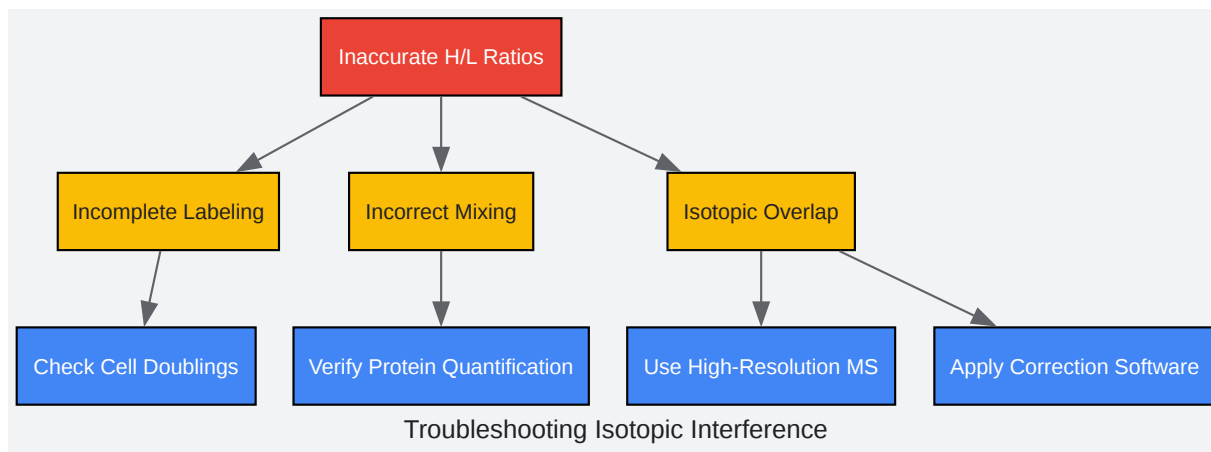 Inaccurate H/L Ratios
Incomplete Labeling
Incorrect Mixing
Isotopic Overlap
Check Cell Doublings
Verify Protein Quantification
Use High-Resolution MS
Apply Correction Software
Troubleshooting Isotopic Interference